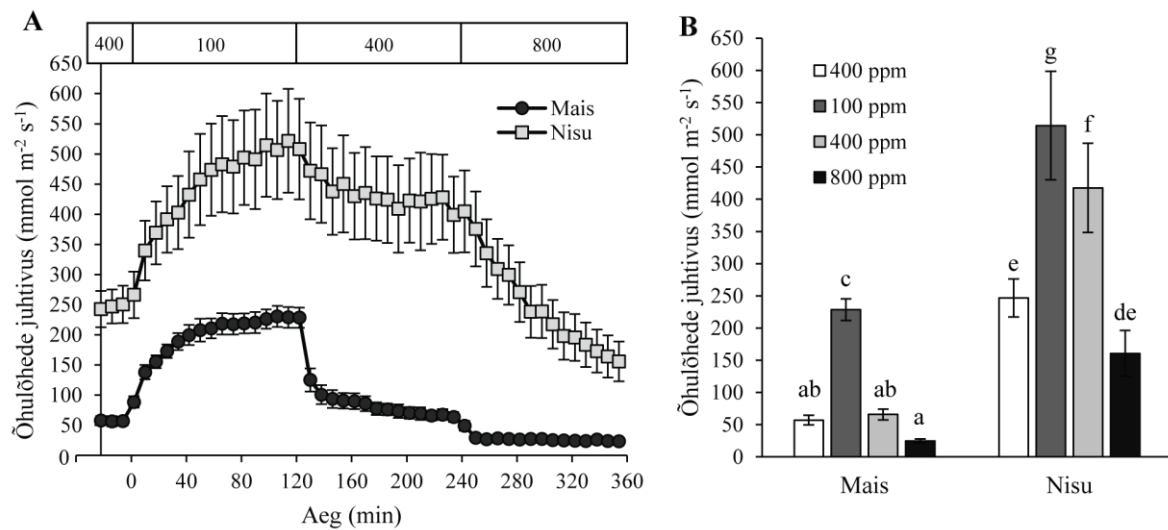 A
400 100 400 800
Õhulõhede juhtivus (mmol m⁻² s⁻¹)
650
600
550
500
450
400
350
300
250
200
150
100
50
0
Mais
Nisu
0 40 80 120 160 200 240 280 320 360
Aeg (min)
B
Õhulõhede juhtivus (mmol m⁻² s⁻¹)
650
600
550
500
450
400
350
300
250
200
150
100
50
0
400 ppm
100 ppm
400 ppm
800 ppm
ab c ab a e g f de
Mais Nisu